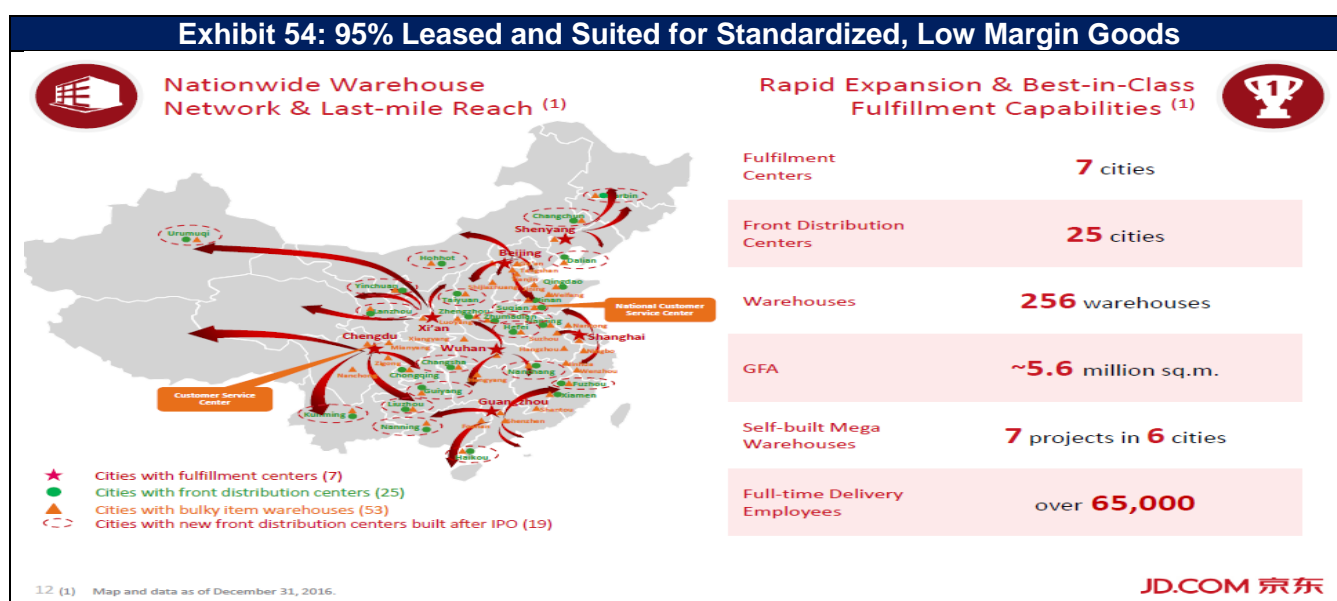 Exhibit 54: 95% Leased and Suited for Standardized, Low Margin Goods
Nationwide Warehouse
Network & Last-mile Reach (1)
Rapid Expansion & Best-in-Class
Fulfillment Capabilities (1)
1
Urumuqi
Changchun
Shenyang
Beijing
Hohhot
Dalian
Yinchuan
Taiyuan
Qingdao
Lanzhou
Zhengzhou
Suqian
National Customer
Service Center
Xi'an
Hefei
Shanghai
Chengdu
Mianyang
Wuhan
Changsha
Chongqing
Guiyang
Fuzhou
Xiamen
Customer Service
Center
Liuzhou
Guangzhou
Shantou
Shenzhen
Kunming
Nanning
Haikou
Cities with fulfillment centers (7)
Cities with front distribution centers (25)
Cities with bulky item warehouses (53)
Cities with new front distribution centers built after IPO (19)
Fulfilment
Centers
7 cities
Front Distribution
Centers
25 cities
Warehouses
256 warehouses
GFA
~5.6 million sq.m.
Self-built Mega
Warehouses
7 projects in 6 cities
Full-time Delivery
Employees
over 65,000
12 (1) Map and data as of December 31, 2016.
JD.COM 京东